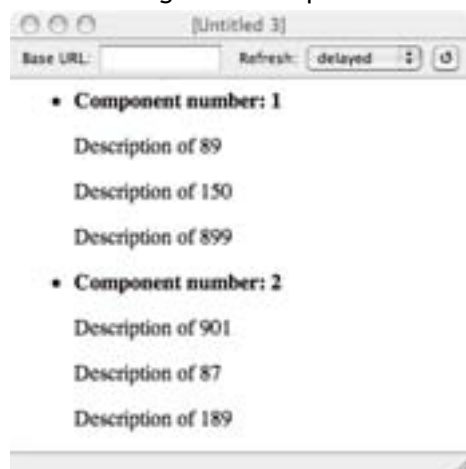 [Untitled 3]
Base URL: Refresh: delayed
• Component number: 1
Description of 89
Description of 150
Description of 899
• Component number: 2
Description of 901
Description of 87
Description of 189